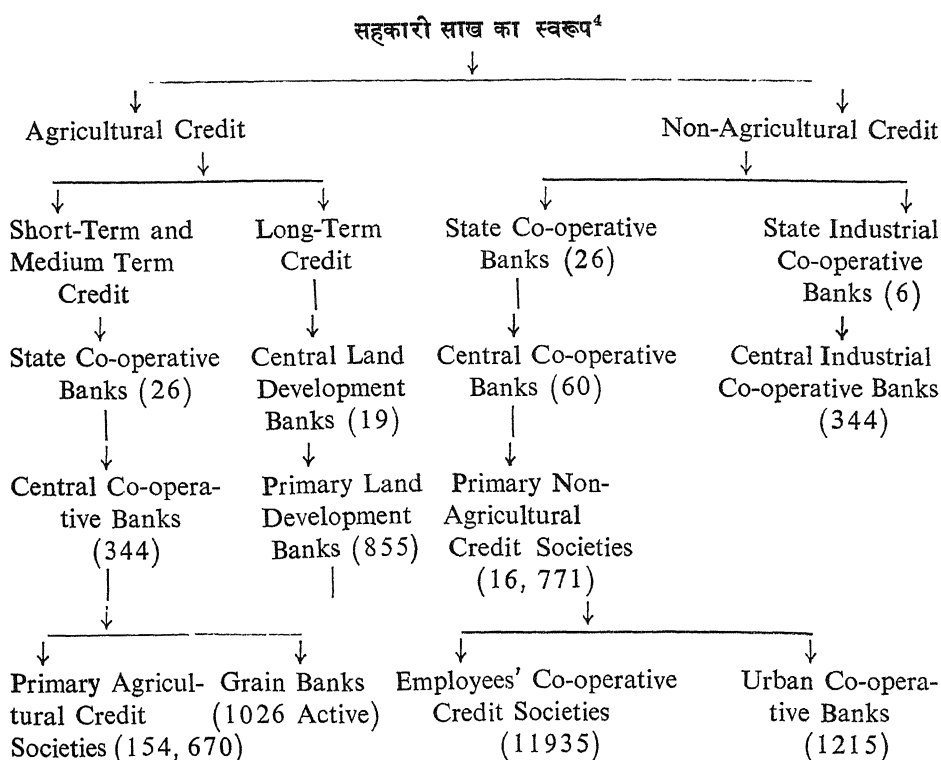 सहकारी साख का स्वरूप⁴
Agricultural Credit
Non-Agricultural Credit
Short-Term and
Medium Term
Credit
Long-Term
Credit
State Co-operative
Banks (26)
State Industrial
Co-operative
Banks (6)
State Co-operative
Banks (26)
Central Land
Development
Banks (19)
Central Co-operative
Banks (60)
Central Industrial
Co-operative Banks
(344)
Central Co-opera-
tive Banks
(344)
Primary Land
Development
Banks (855)
Primary Non-
Agricultural
Credit Societies
(16, 771)
Primary Agricul-
tural Credit
Societies (154, 670)
Grain Banks
(1026 Active)
Employees' Co-operative
Credit Societies
(11935)
Urban Co-opera-
tive Banks
(1215)